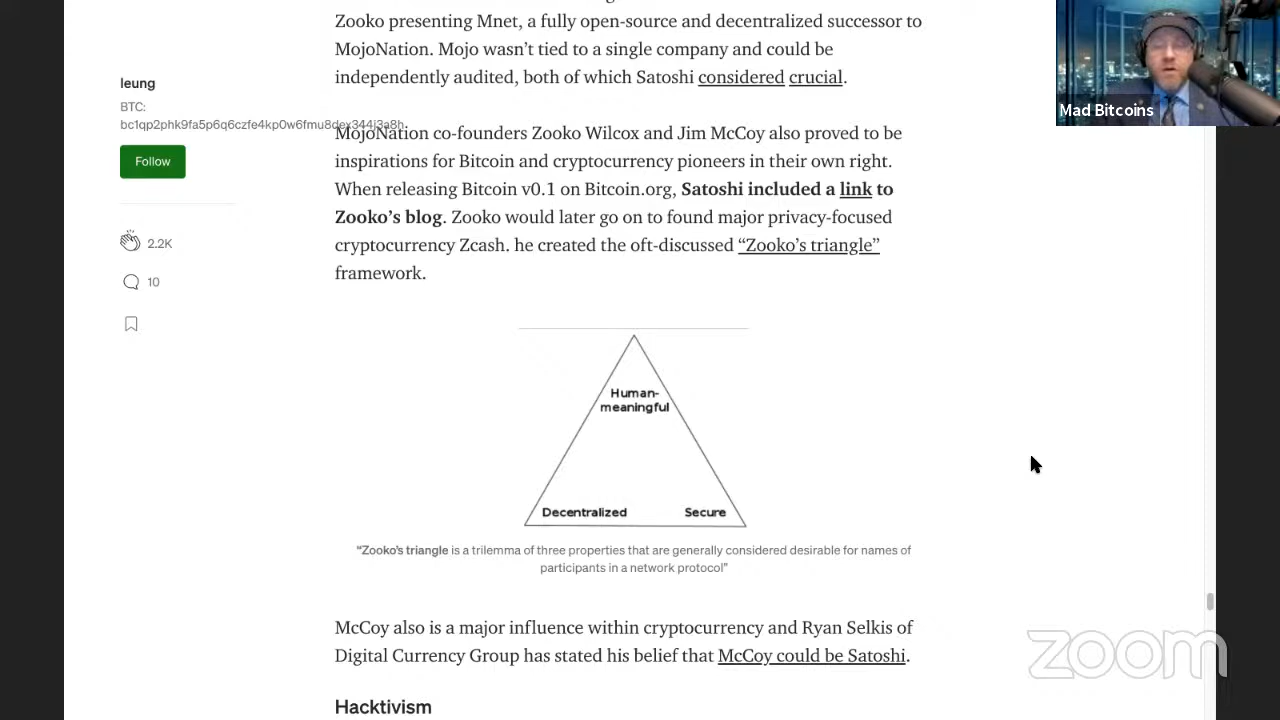 Zooko presenting Mnet, a fully open-source and decentralized successor to
MojoNation. Mojo wasn’t tied to a single company and could be
independently audited, both of which Satoshi considered crucial.
leung
BTC:
MojoNation co-founders Zooko Wilcox and Jim McCoy also proved to be
inspirations for Bitcoin and cryptocurrency pioneers in their own right.
When releasing Bitcoin v0.1 on Bitcoin.org, Satoshi included a link to
Zooko’s blog. Zooko would later go on to found major privacy-focused
cryptocurrency Zcash. he created the oft-discussed “Zooko’s triangle”
framework.
Follow
2.2K
10
Human-
meaningful
Decentralized Secure
“Zooko’s triangle is a trilemma of three properties that are generally considered desirable for names of
participants in a network protocol”
McCoy also is a major influence within cryptocurrency and Ryan Selkis of
Digital Currency Group has stated his belief that McCoy could be Satoshi.
Hacktivism
Mad Bitcoins
zoom